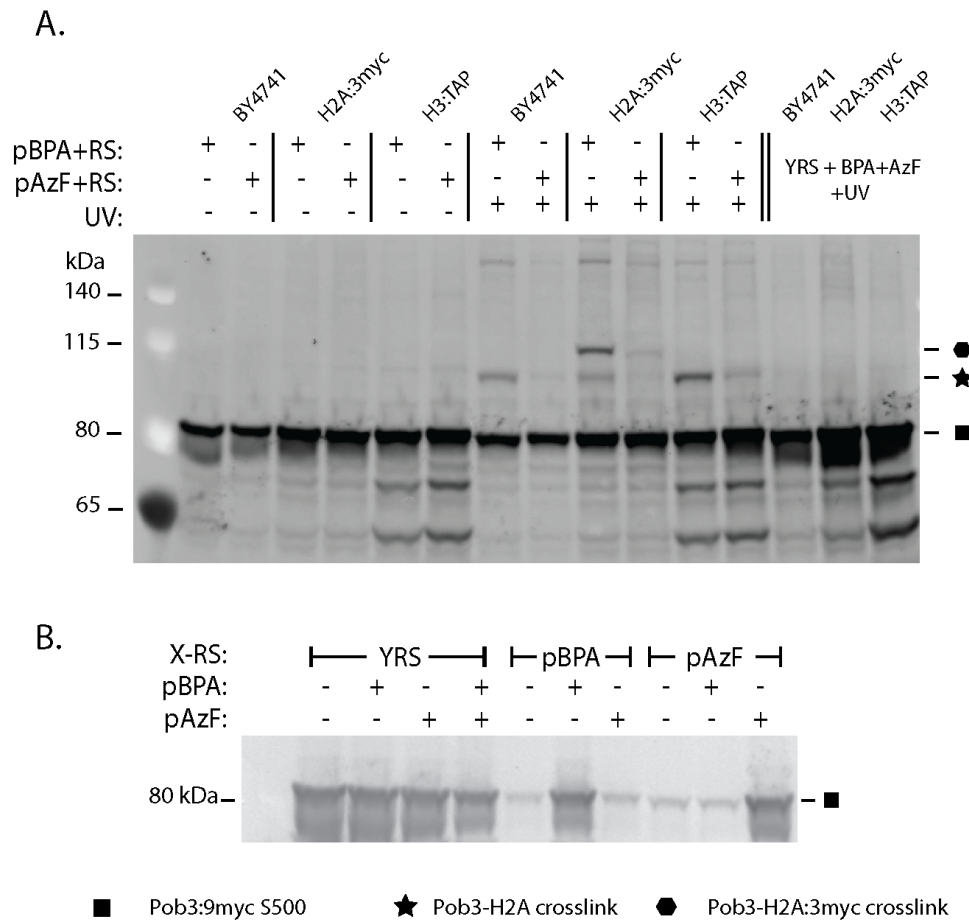 A.
BY4741 H2A:3myc H3:TAP BY4741 H2A:3myc H3:TAP BY4741 H2A:3myc H3:TAP
pBPA+RS: + - + - + - + - + - + -
pAzF+RS: - + - + - + - + - + - +
UV: - - - - - - + + + + + +
YRS + BPA+AzF
+UV
kDa
140 –
115 –
80 –
65 –
B.
X-RS: YRS pBPA pAzF
pBPA: - + - + - + - - + -
pAzF: - - + + - - + - - +
80 kDa–
Pob3:9myc S500 Pob3-H2A crosslink Pob3-H2A:3myc crosslink